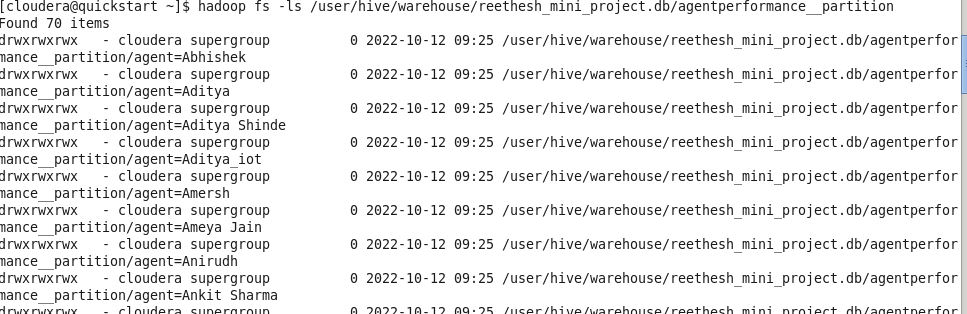 [cloudera@quickstart ~]$ hadoop fs -ls /user/hive/warehouse/reethesh_mini_project.db/agentperformance__partition
Found 70 items
drwxrwxrwx   - cloudera supergroup          0 2022-10-12 09:25 /user/hive/warehouse/reethesh_mini_project.db/agentperfor
mance__partition/agent=Abhishek
drwxrwxrwx   - cloudera supergroup          0 2022-10-12 09:25 /user/hive/warehouse/reethesh_mini_project.db/agentperfor
mance__partition/agent=Aditya
drwxrwxrwx   - cloudera supergroup          0 2022-10-12 09:25 /user/hive/warehouse/reethesh_mini_project.db/agentperfor
mance__partition/agent=Aditya Shinde
drwxrwxrwx   - cloudera supergroup          0 2022-10-12 09:25 /user/hive/warehouse/reethesh_mini_project.db/agentperfor
mance__partition/agent=Aditya_iot
drwxrwxrwx   - cloudera supergroup          0 2022-10-12 09:25 /user/hive/warehouse/reethesh_mini_project.db/agentperfor
mance__partition/agent=Amersh
drwxrwxrwx   - cloudera supergroup          0 2022-10-12 09:25 /user/hive/warehouse/reethesh_mini_project.db/agentperfor
mance__partition/agent=Ameya Jain
drwxrwxrwx   - cloudera supergroup          0 2022-10-12 09:25 /user/hive/warehouse/reethesh_mini_project.db/agentperfor
mance__partition/agent=Anirudh
drwxrwxrwx   - cloudera supergroup          0 2022-10-12 09:25 /user/hive/warehouse/reethesh_mini_project.db/agentperfor
mance__partition/agent=Ankit Sharma
drwxrwxrwx   - cloudera supergroup          0 2022-10-12 09:25 /user/hive/warehouse/reethesh_mini_project.db/agentperfor